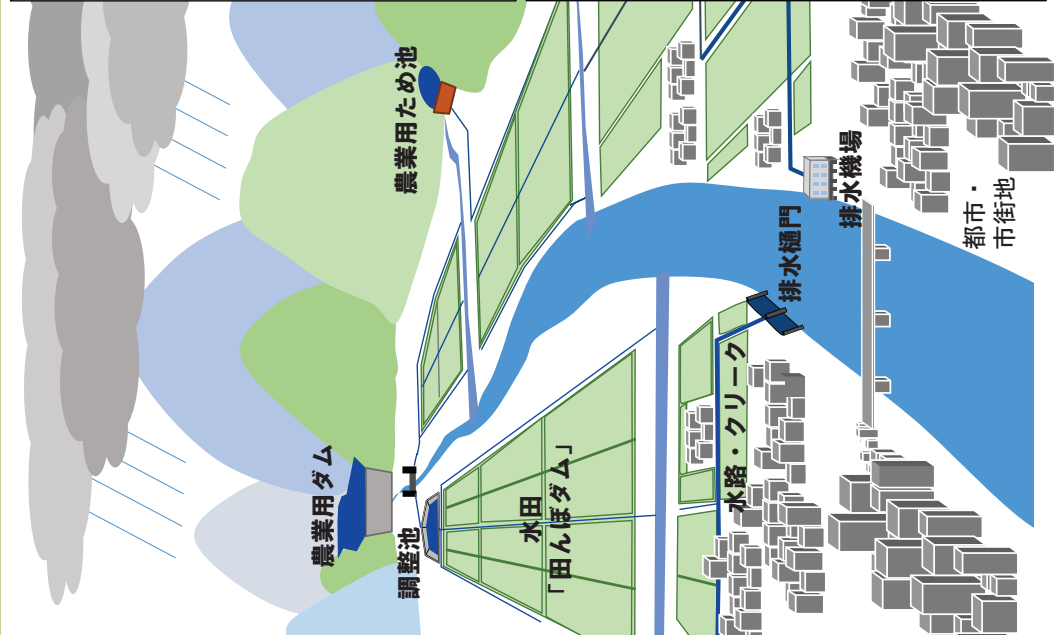 農業用ダム
調整池
農業用ため池
水田
「田んぼダム」
水路・クリーク
排水樋門
排水機場
都市・
市街地